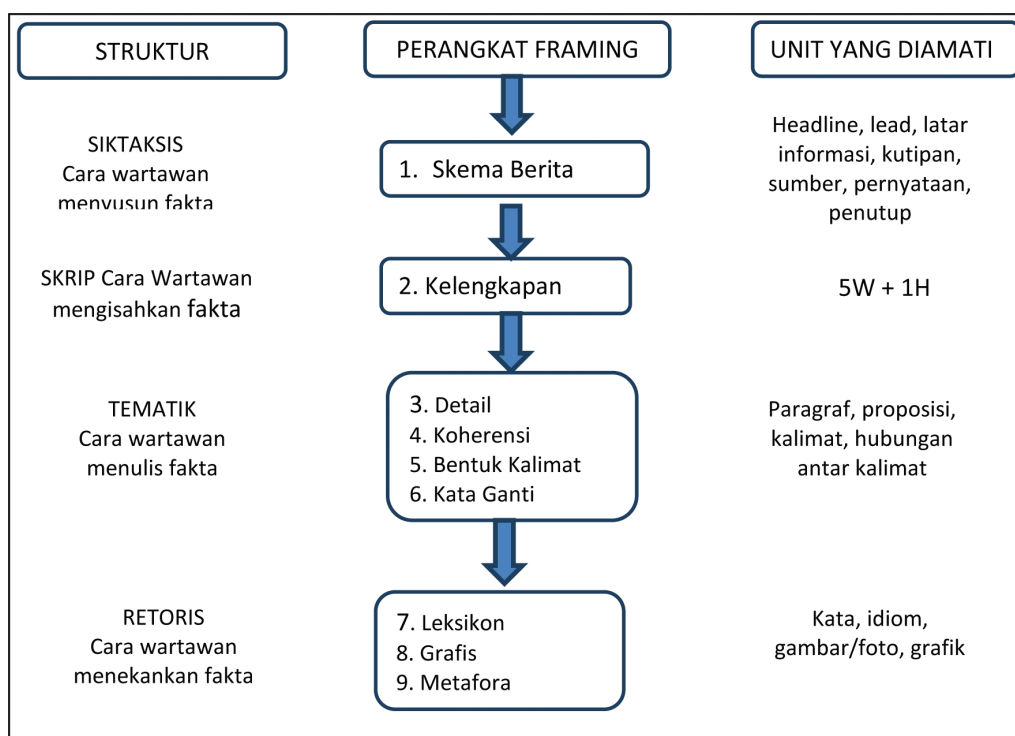 STRUKTUR
PERANGKAT FRAMING
UNIT YANG DIAMATI
SIKTAKSIS
Cara wartawan
menyusun fakta
1. Skema Berita
Headline, lead, latar
informasi, kutipan,
sumber, pernyataan,
penutup
SKRIP Cara Wartawan
mengisahkan fakta
2. Kelengkapan
5W + 1H
TEMATIK
Cara wartawan
menulis fakta
3. Detail
4. Koherensi
5. Bentuk Kalimat
6. Kata Ganti
Paragraf, proposisi,
kalimat, hubungan
antar kalimat
RETORIS
Cara wartawan
menekankan fakta
7. Leksikon
8. Grafis
9. Metafora
Kata, idiom,
gambar/foto, grafik